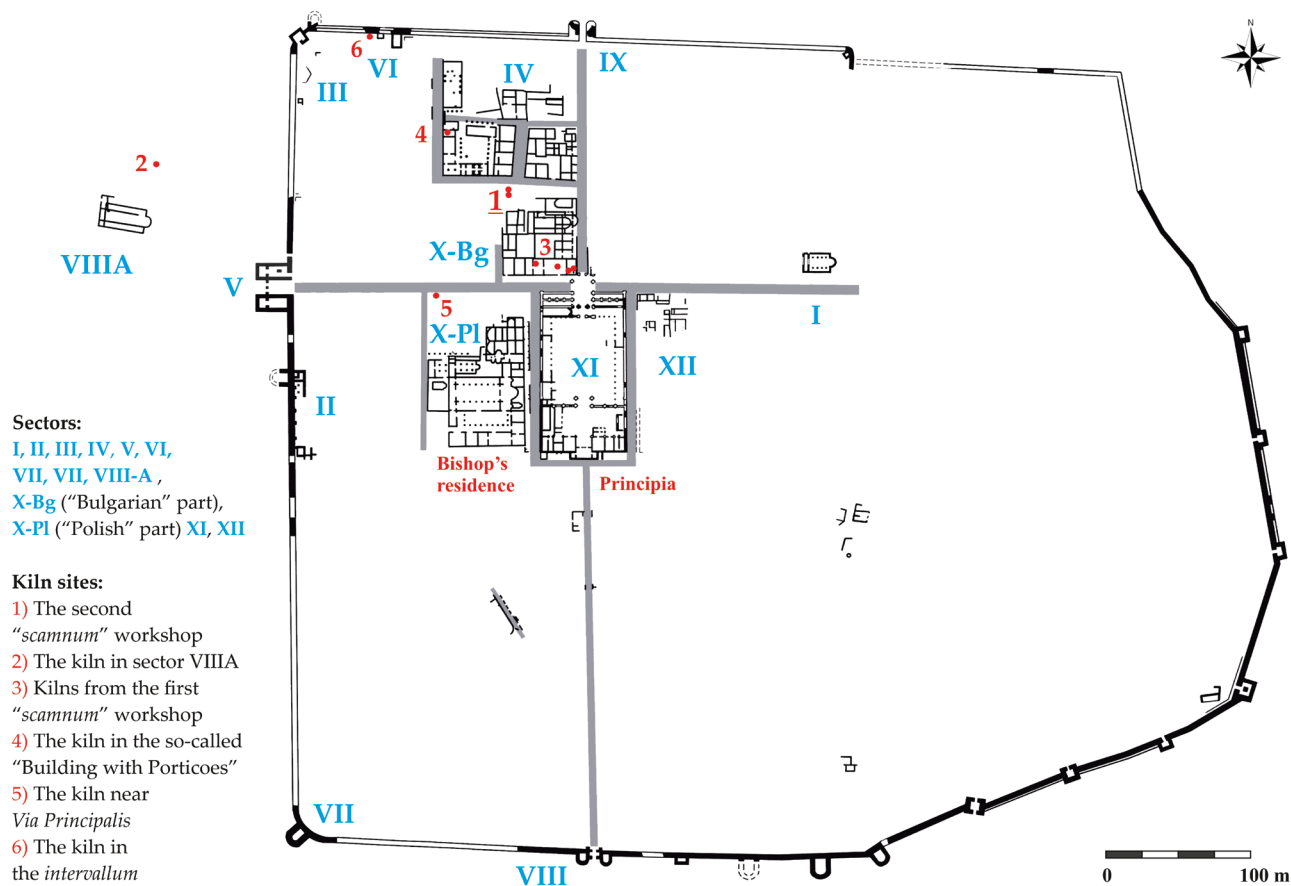 N
6
VI
IX
III
IV
4
2
1
VIIIA
X-Bg
3
V
5
I
X-Pl
XI
XII
II
Bishop's
residence
Principia
VII
VIII
0
100 m
Sectors:
I, II, III, IV, V, VI,
VII, VII, VIII-A ,
X-Bg (“Bulgarian” part),
X-Pl (“Polish” part) XI, XII
Kiln sites:
1) The second
“scamnum” workshop
2) The kiln in sector VIIIA
3) Kilns from the first
“scamnum” workshop
4) The kiln in the so-called
“Building with Porticoes”
5) The kiln near
Via Principalis
6) The kiln in
the intervallum